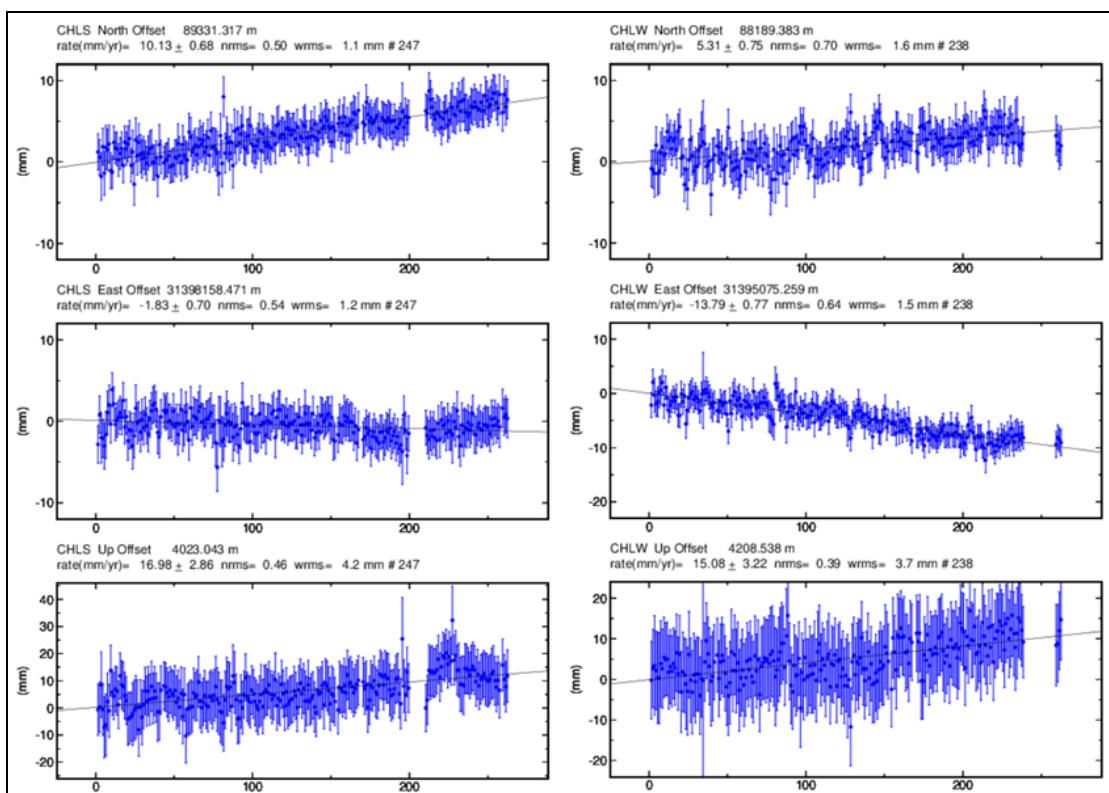 CHLS North Offset 89331.317 m
rate(mm/yr)= 10.13 ± 0.68 nrms= 0.50 wrms= 1.1 mm # 247
10
0
-10
(mm)
0 100 200
CHLW North Offset 88189.383 m
rate(mm/yr)= 5.31 ± 0.75 nrms= 0.70 wrms= 1.6 mm # 238
10
0
-10
(mm)
0 100 200
CHLS East Offset 31398158.471 m
rate(mm/yr)= -1.83 ± 0.70 nrms= 0.54 wrms= 1.2 mm # 247
10
0
-10
(mm)
0 100 200
CHLW East Offset 31395075.259 m
rate(mm/yr)= -13.79 ± 0.77 nrms= 0.64 wrms= 1.5 mm # 238
10
0
-10
-20
(mm)
0 100 200
CHLS Up Offset 4023.043 m
rate(mm/yr)= 16.98 ± 2.86 nrms= 0.46 wrms= 4.2 mm # 247
40
30
20
10
0
-10
-20
(mm)
0 100 200
CHLW Up Offset 4208.538 m
rate(mm/yr)= 15.08 ± 3.22 nrms= 0.39 wrms= 3.7 mm # 238
20
10
0
-10
-20
(mm)
0 100 200